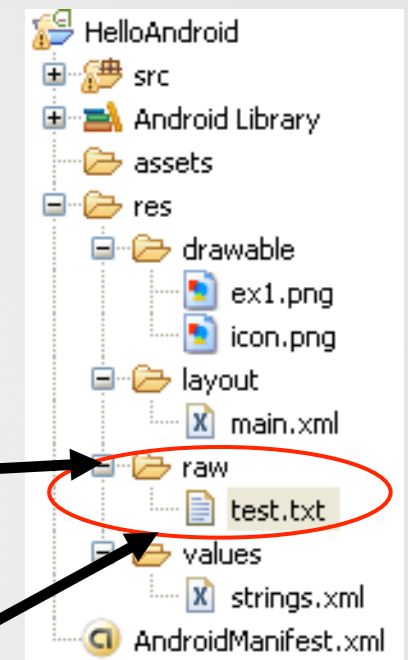 HelloAndroid
src
Android Library
assets
res
drawable
ex1.png
icon.png
layout
main.xml
raw
test.txt
values
strings.xml
AndroidManifest.xml